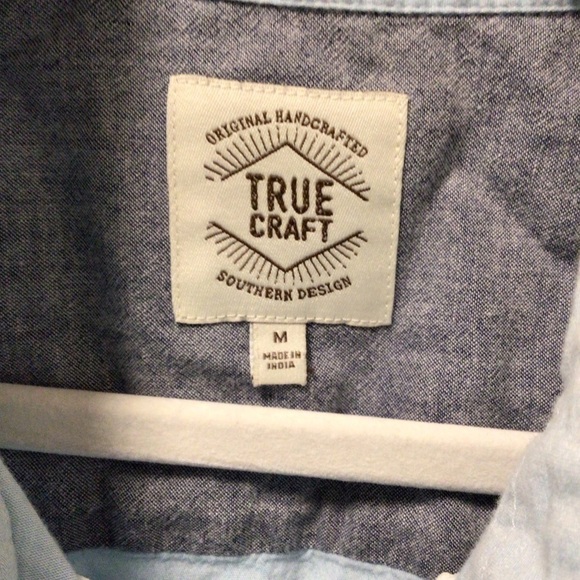 ORIGINAL HANDCRAFTED
TRUE
CRAFT
SOUTHERN DESIGN
M
MADE IN
INDIA